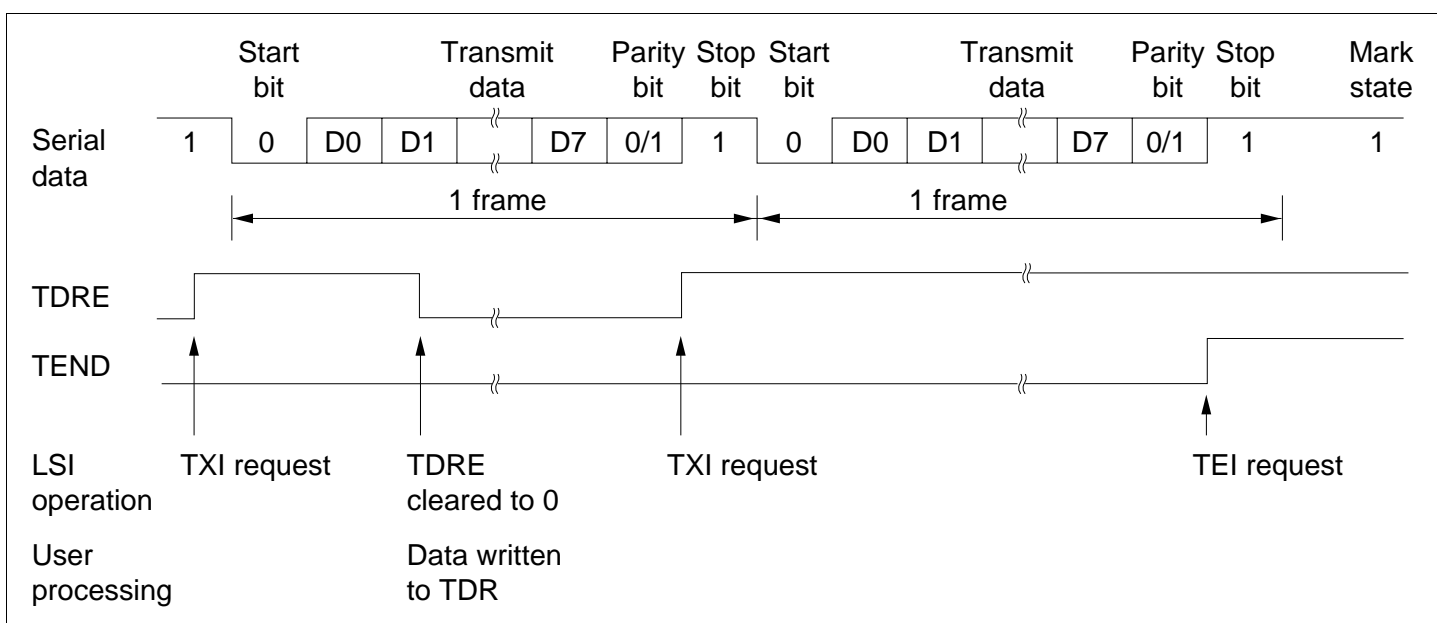 Start Transmit Parity Stop Start Transmit Parity Stop Mark
bit data bit bit bit data bit bit state
Serial data 1 0 D0 D1 D7 0/1 1 0 D0 D1 D7 0/1 1 1
1 frame 1 frame
TDRE
TEND
LSI operation
TXI request
TDRE cleared to 0
TXI request
TEI request
User processing
Data written to TDR